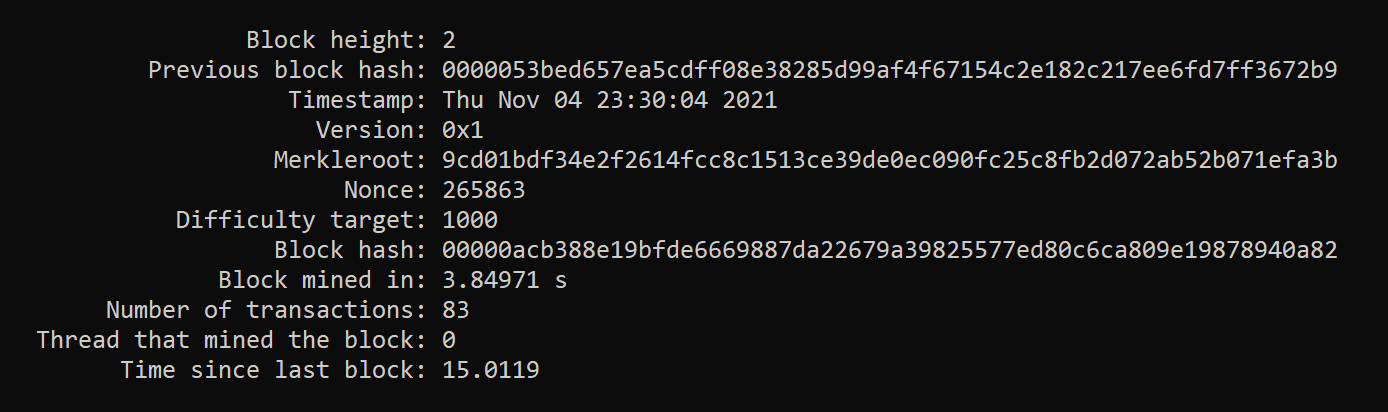 Block height: 2
Previous block hash: 0000053bed657ea5cdff08e38285d99af4f67154c2e182c217ee6fd7ff3672b9
Timestamp: Thu Nov 04 23:30:04 2021
Version: 0x1
Merkleroot: 9cd01bdf34e2f2614fcc8c1513ce39de0ec090fc25c8fb2d072ab52b071efa3b
Nonce: 265863
Difficulty target: 1000
Block hash: 00000acb388e19bfde6669887da22679a39825577ed80c6ca809e19878940a82
Block mined in: 3.84971 s
Number of transactions: 83
Thread that mined the block: 0
Time since last block: 15.0119